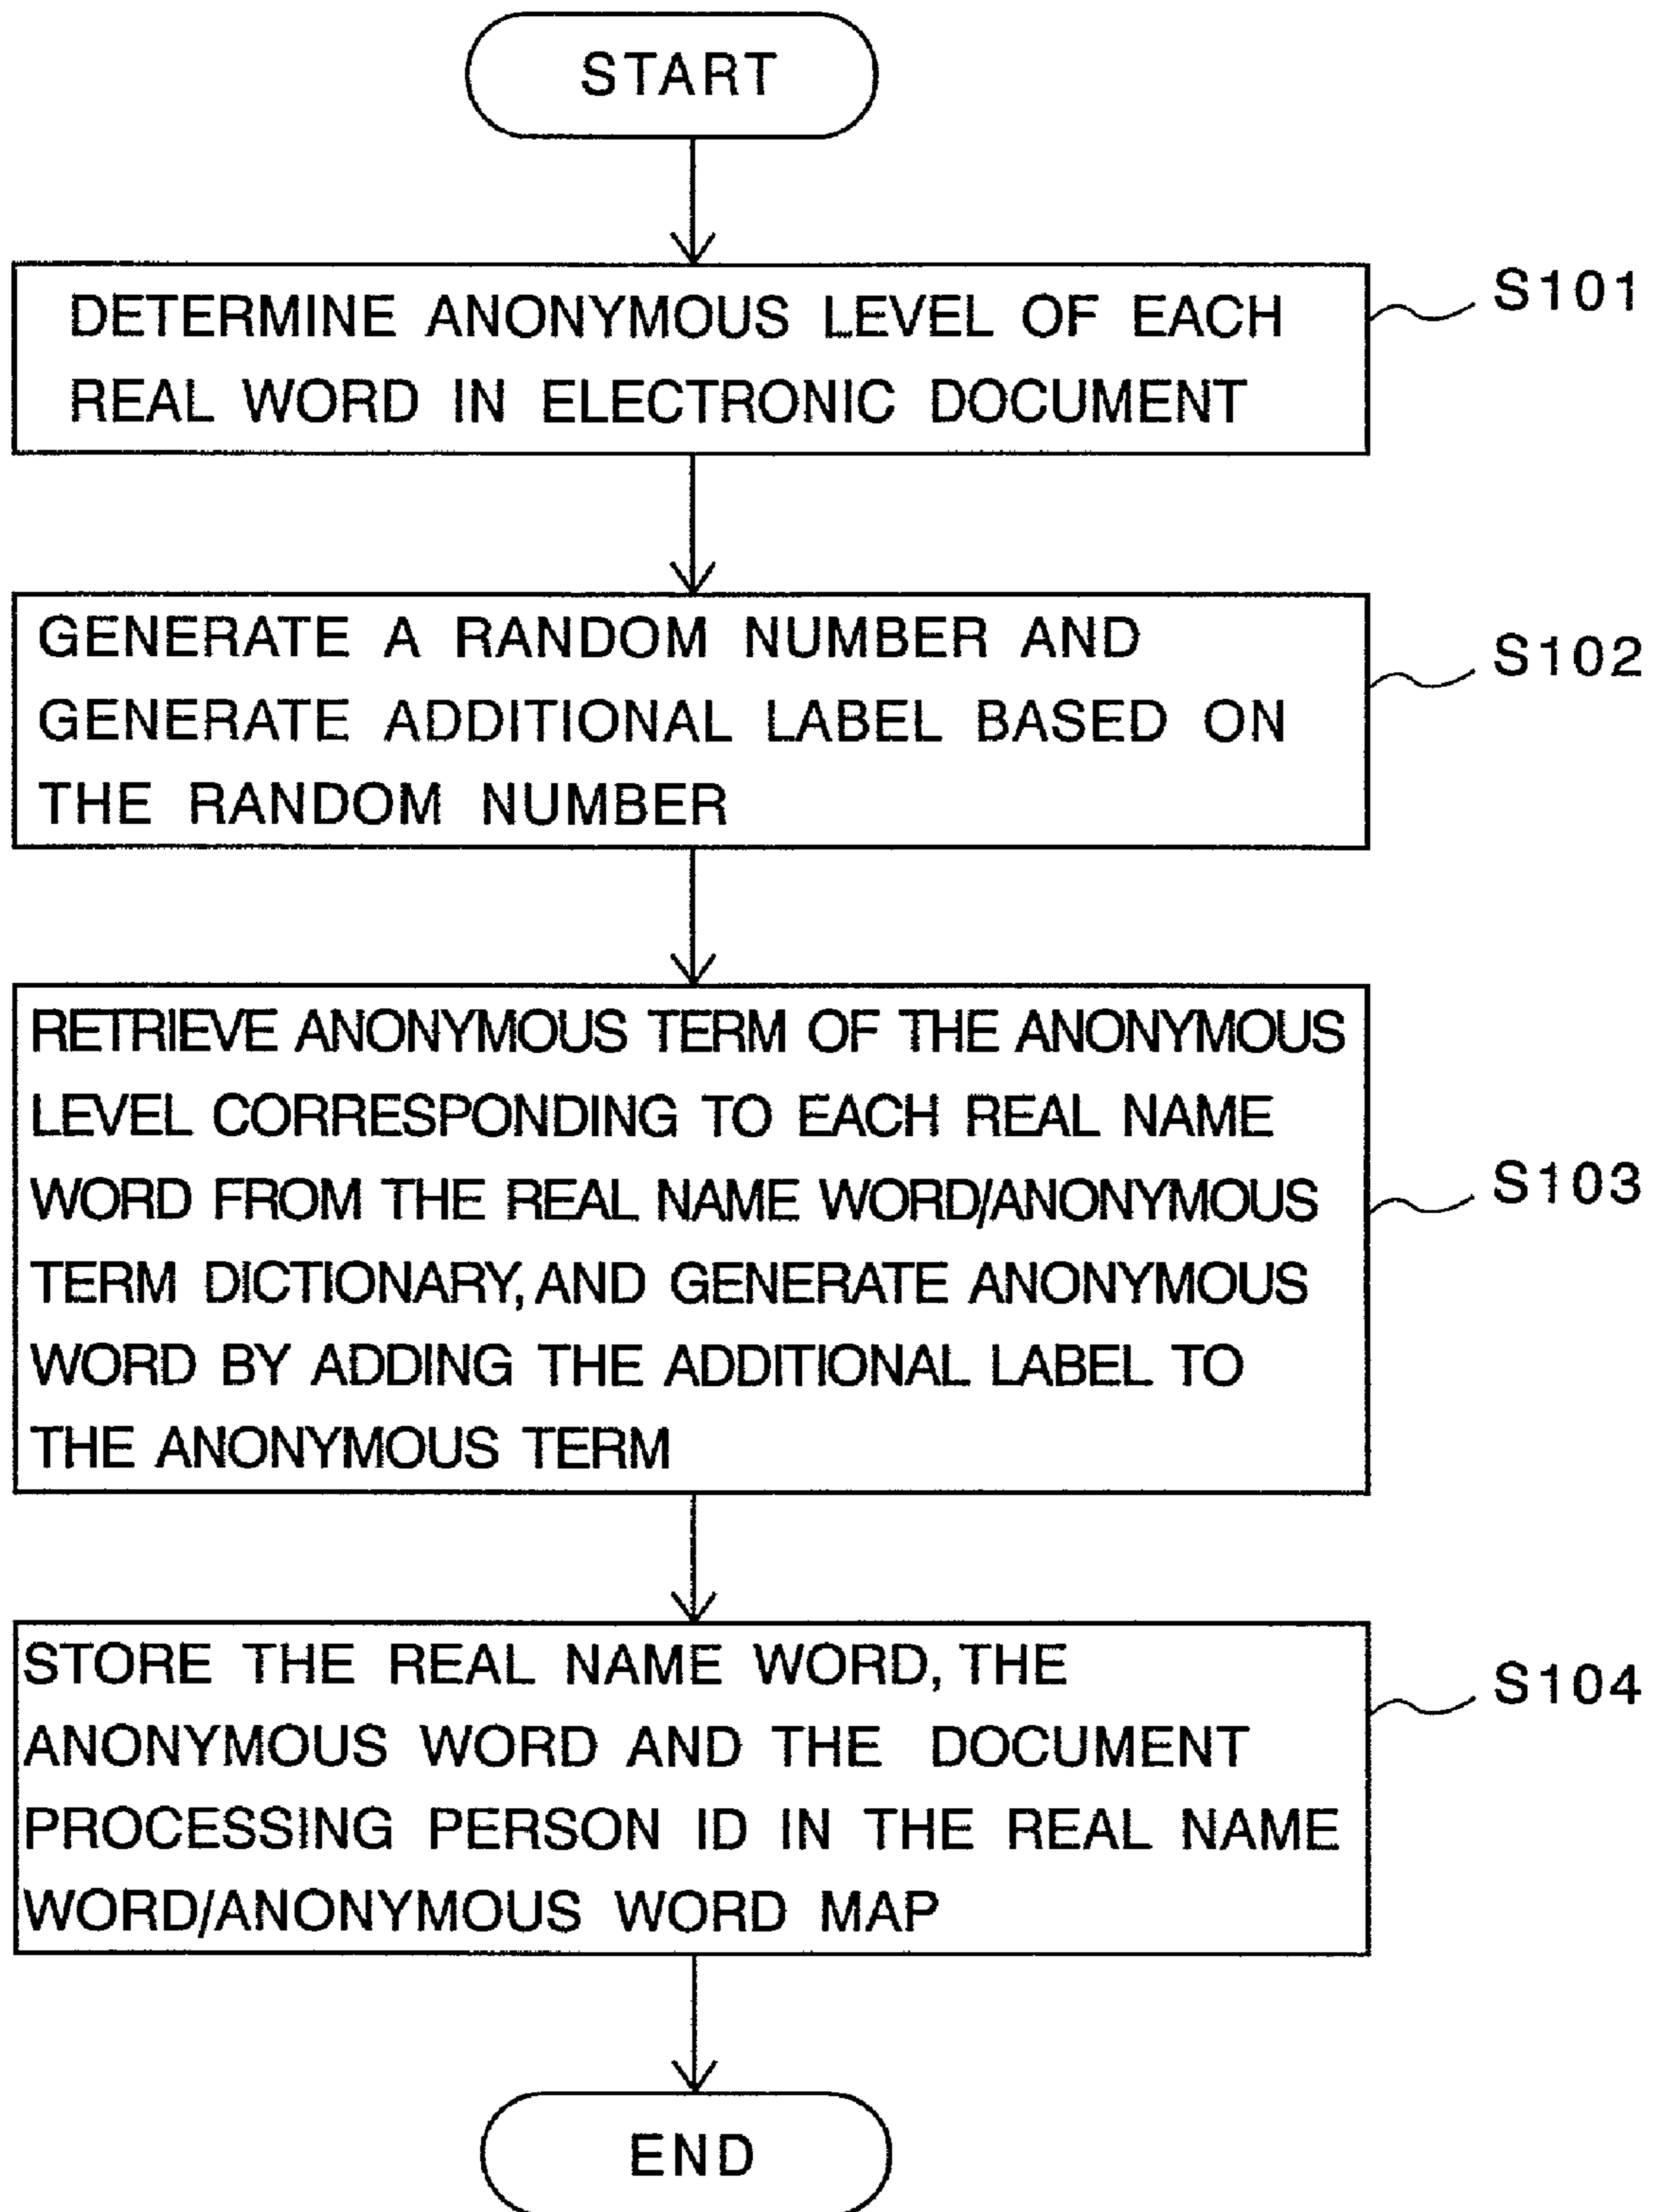 START
DETERMINE ANONYMOUS LEVEL OF EACH
REAL WORD IN ELECTRONIC DOCUMENT
S101
GENERATE A RANDOM NUMBER AND
GENERATE ADDITIONAL LABEL BASED ON
THE RANDOM NUMBER
S102
RETRIEVE ANONYMOUS TERM OF THE ANONYMOUS
LEVEL CORRESPONDING TO EACH REAL NAME
WORD FROM THE REAL NAME WORD/ANONYMOUS
TERM DICTIONARY, AND GENERATE ANONYMOUS
WORD BY ADDING THE ADDITIONAL LABEL TO
THE ANONYMOUS TERM
S103
STORE THE REAL NAME WORD, THE
ANONYMOUS WORD AND THE DOCUMENT
PROCESSING PERSON ID IN THE REAL NAME
WORD/ANONYMOUS WORD MAP
S104
END